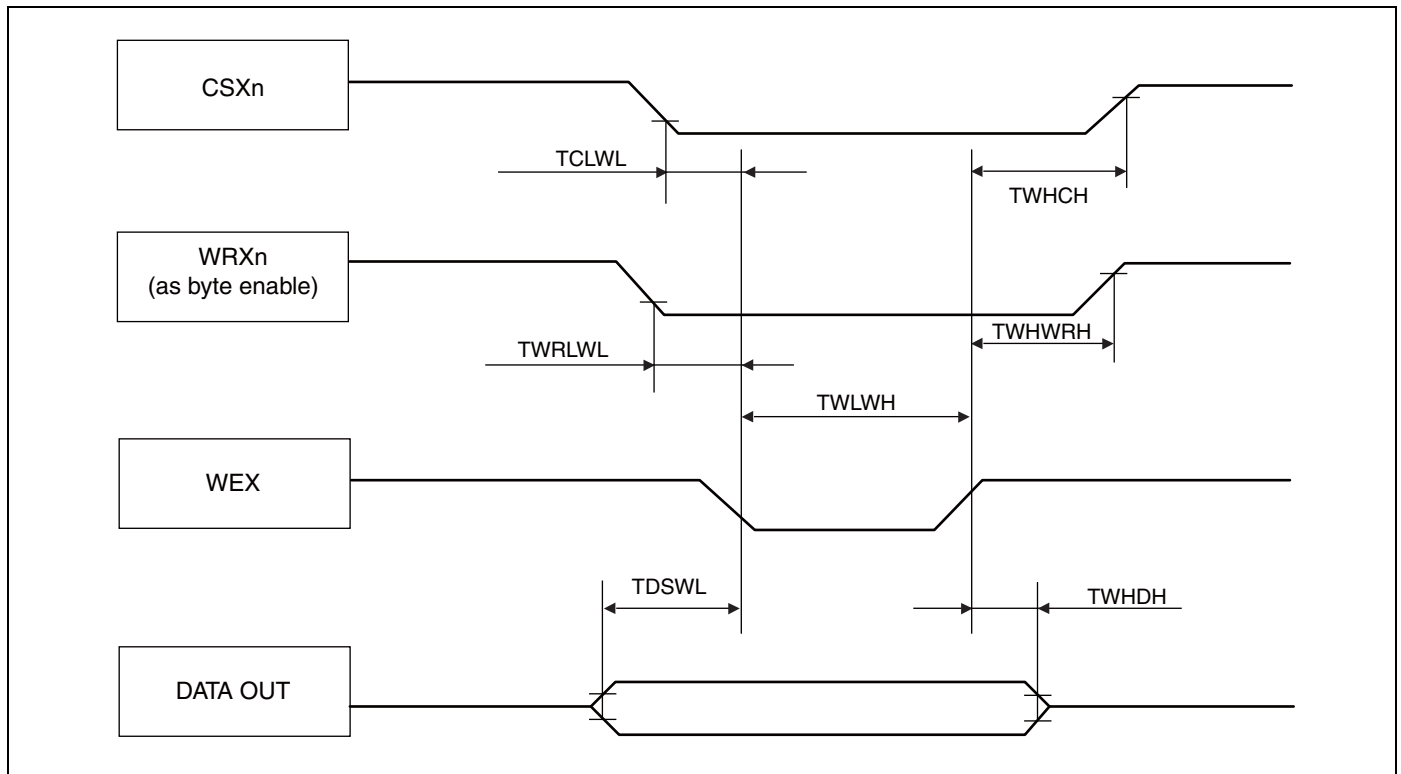 CSXn
TCLWL
TWHCH
WRXn
(as byte enable)
TWRLWL
TWHWRH
TWLWH
WEX
TDSWL
TWHDH
DATA OUT